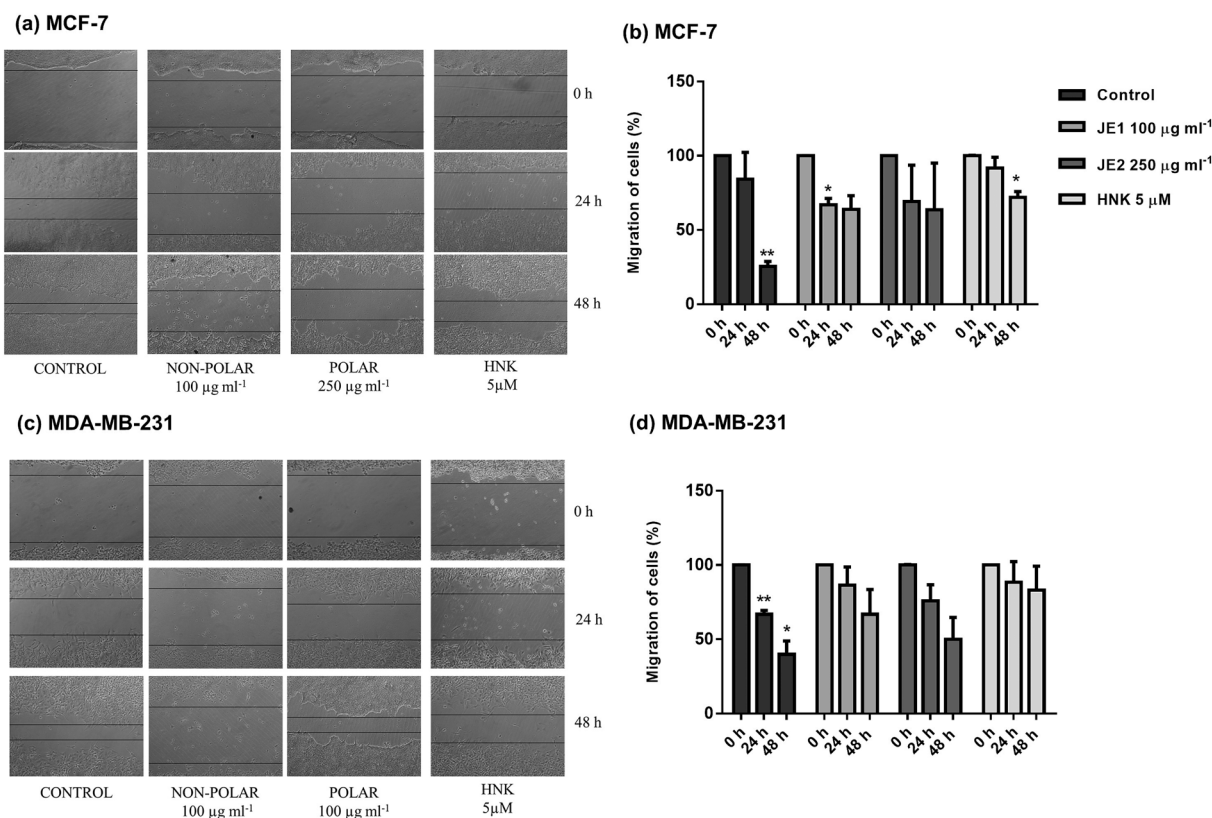 (a) MCF-7
0 h
24 h
48 h
CONTROL
NON-POLAR
100 µg ml⁻¹
POLAR
250 µg ml⁻¹
HNK
5µM
(b) MCF-7
Migration of cells (%)
150
100
50
0
0 h
24 h
48 h
0 h
24 h
48 h
0 h
24 h
48 h
0 h
24 h
48 h
**
*
*
Control
JE1 100 µg ml⁻¹
JE2 250 µg ml⁻¹
HNK 5 µM
(c) MDA-MB-231
0 h
24 h
48 h
CONTROL
NON-POLAR
100 µg ml⁻¹
POLAR
100 µg ml⁻¹
HNK
5µM
(d) MDA-MB-231
Migration of cells (%)
150
100
50
0
**
*
0 h
24 h
48 h
0 h
24 h
48 h
0 h
24 h
48 h
0 h
24 h
48 h